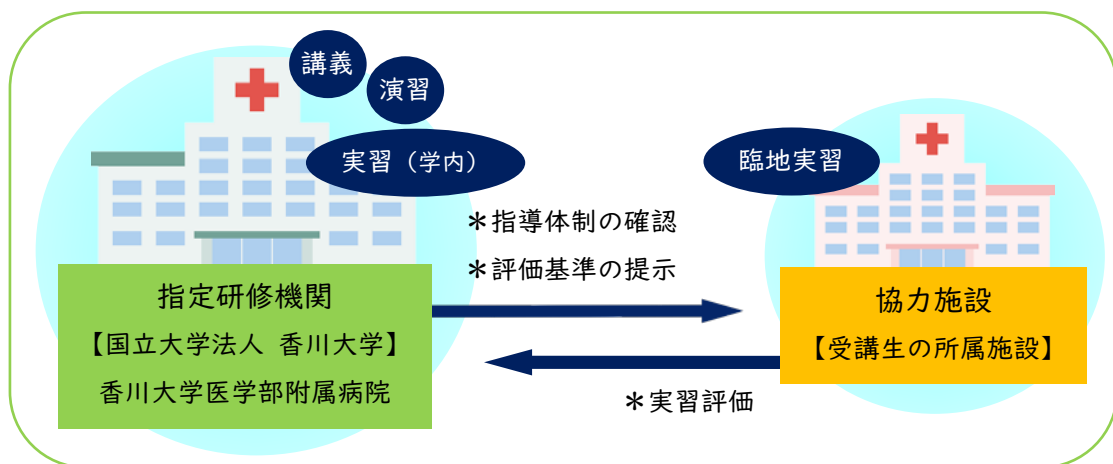 講義
演習
実習（学内）
臨地実習
＊指導体制の確認
＊評価基準の提示
指定研修機関
【国立大学法人 香川大学】
香川大学医学部附属病院
協力施設
【受講生の所属施設】
＊実習評価